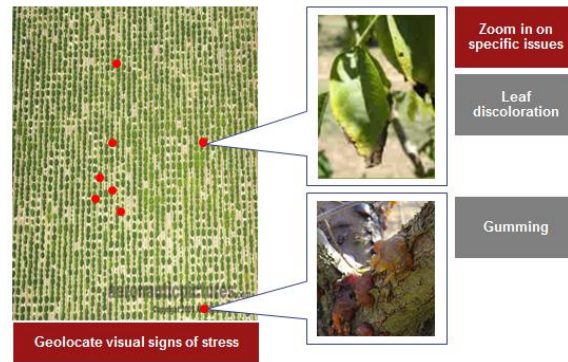 Zoom in on
specific issues
Leaf
discoloration
Gumming
Geolocate visual signs of stress